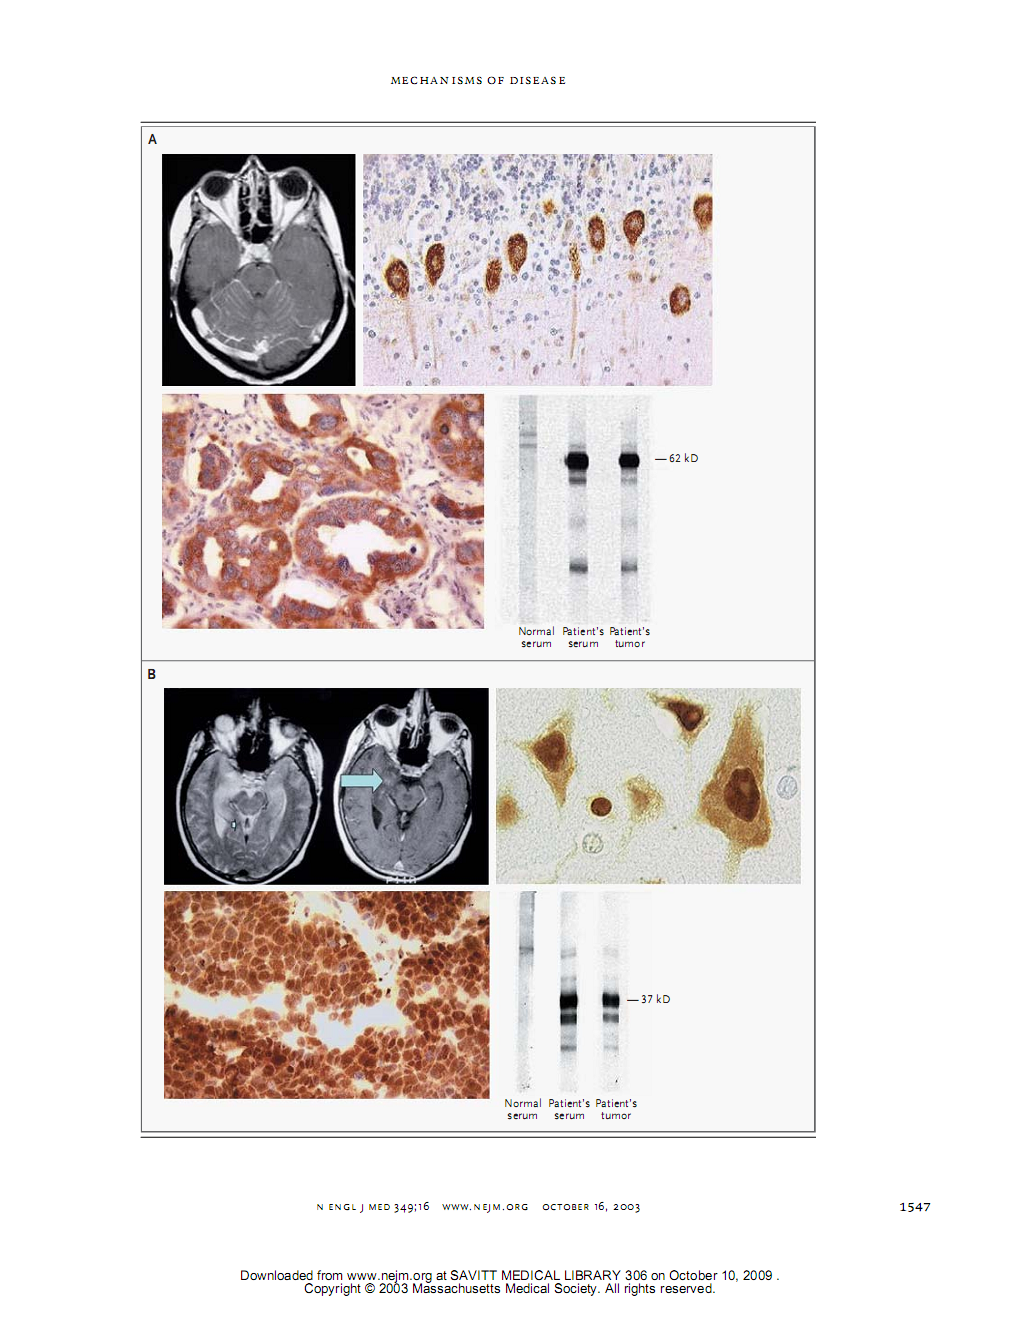 MECHANISMS OF DISEASE
A
62 kD
Normal serum
Patient's serum
Patient's tumor
B
37 kD
Normal serum
Patient's serum
Patient's tumor
N ENGL J MED 349;16 WWW.NEJM.ORG OCTOBER 16, 2003
1547
Downloaded from www.nejm.org at SAVITT MEDICAL LIBRARY 306 on October 10, 2009 .
Copyright © 2003 Massachusetts Medical Society. All rights reserved.